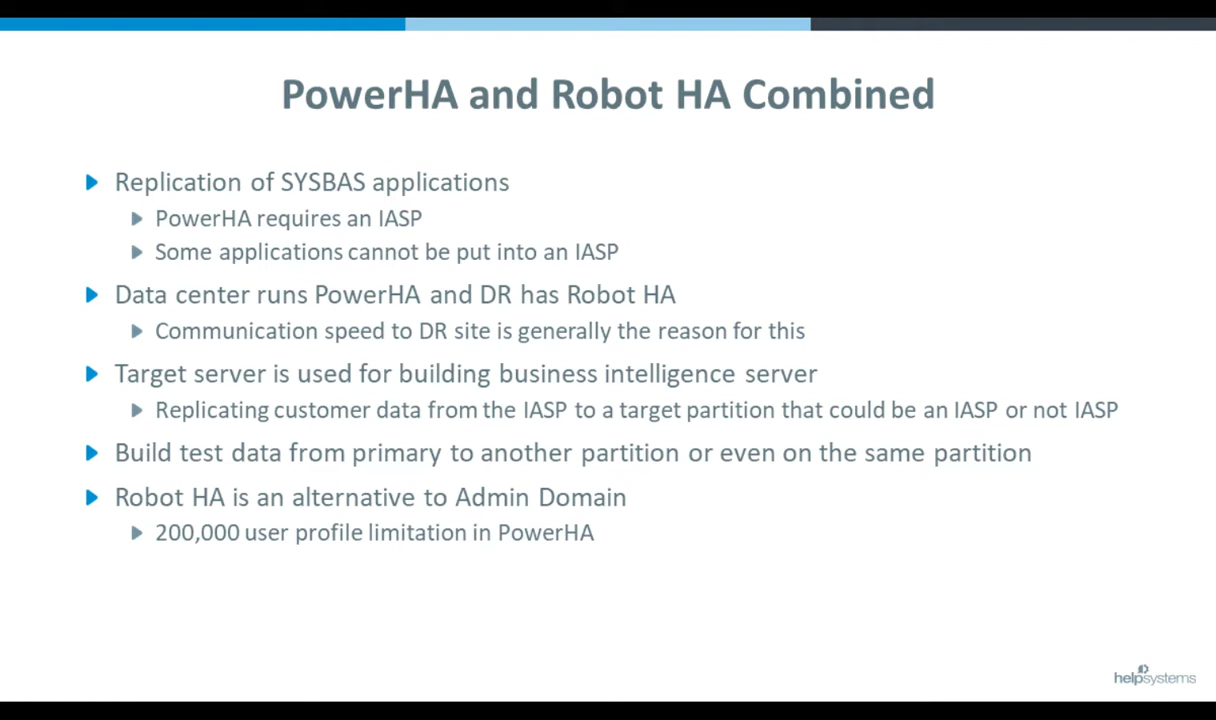 PowerHA and Robot HA Combined
Replication of SYSBAS applications
PowerHA requires an IASP
Some applications cannot be put into an IASP
Data center runs PowerHA and DR has Robot HA
Communication speed to DR site is generally the reason for this
Target server is used for building business intelligence server
Replicating customer data from the IASP to a target partition that could be an IASP or not IASP
Build test data from primary to another partition or even on the same partition
Robot HA is an alternative to Admin Domain
200,000 user profile limitation in PowerHA
helpsystems